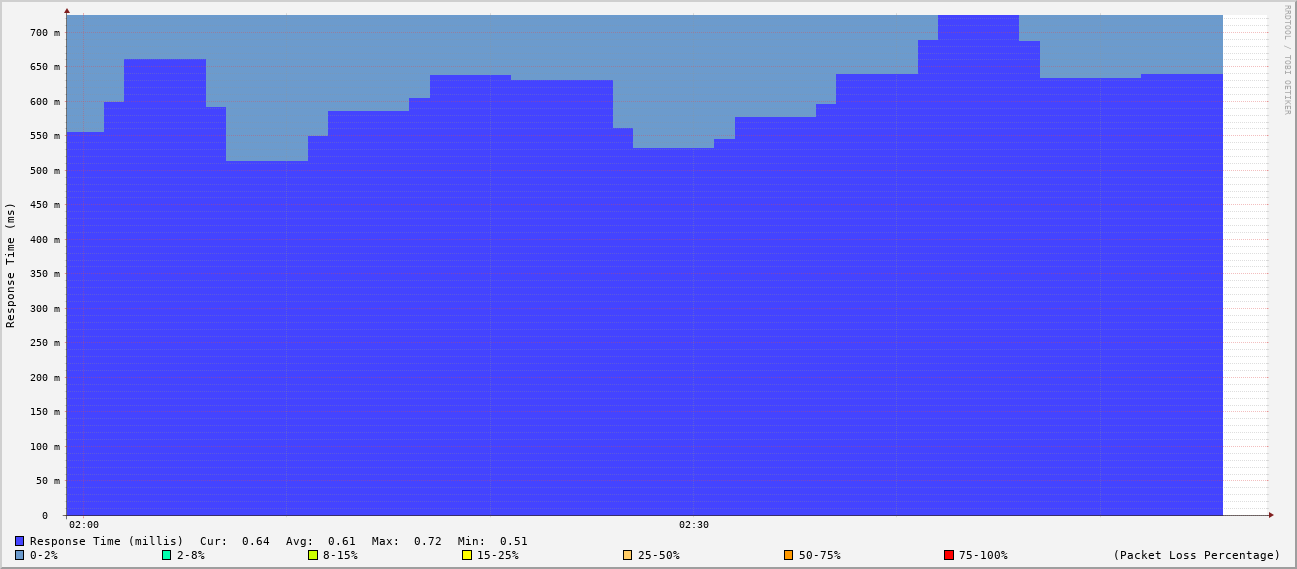 RRDTOOL / TOBI OETIKER
Response Time (ms)
700 m
650 m
600 m
550 m
500 m
450 m
400 m
350 m
300 m
250 m
200 m
150 m
100 m
50 m
0
02:00 02:30
Response Time (millis) Cur: 0.64 Avg: 0.61 Max: 0.72 Min: 0.51
0-2% 2-8% 8-15% 15-25% 25-50% 50-75% 75-100% (Packet Loss Percentage)